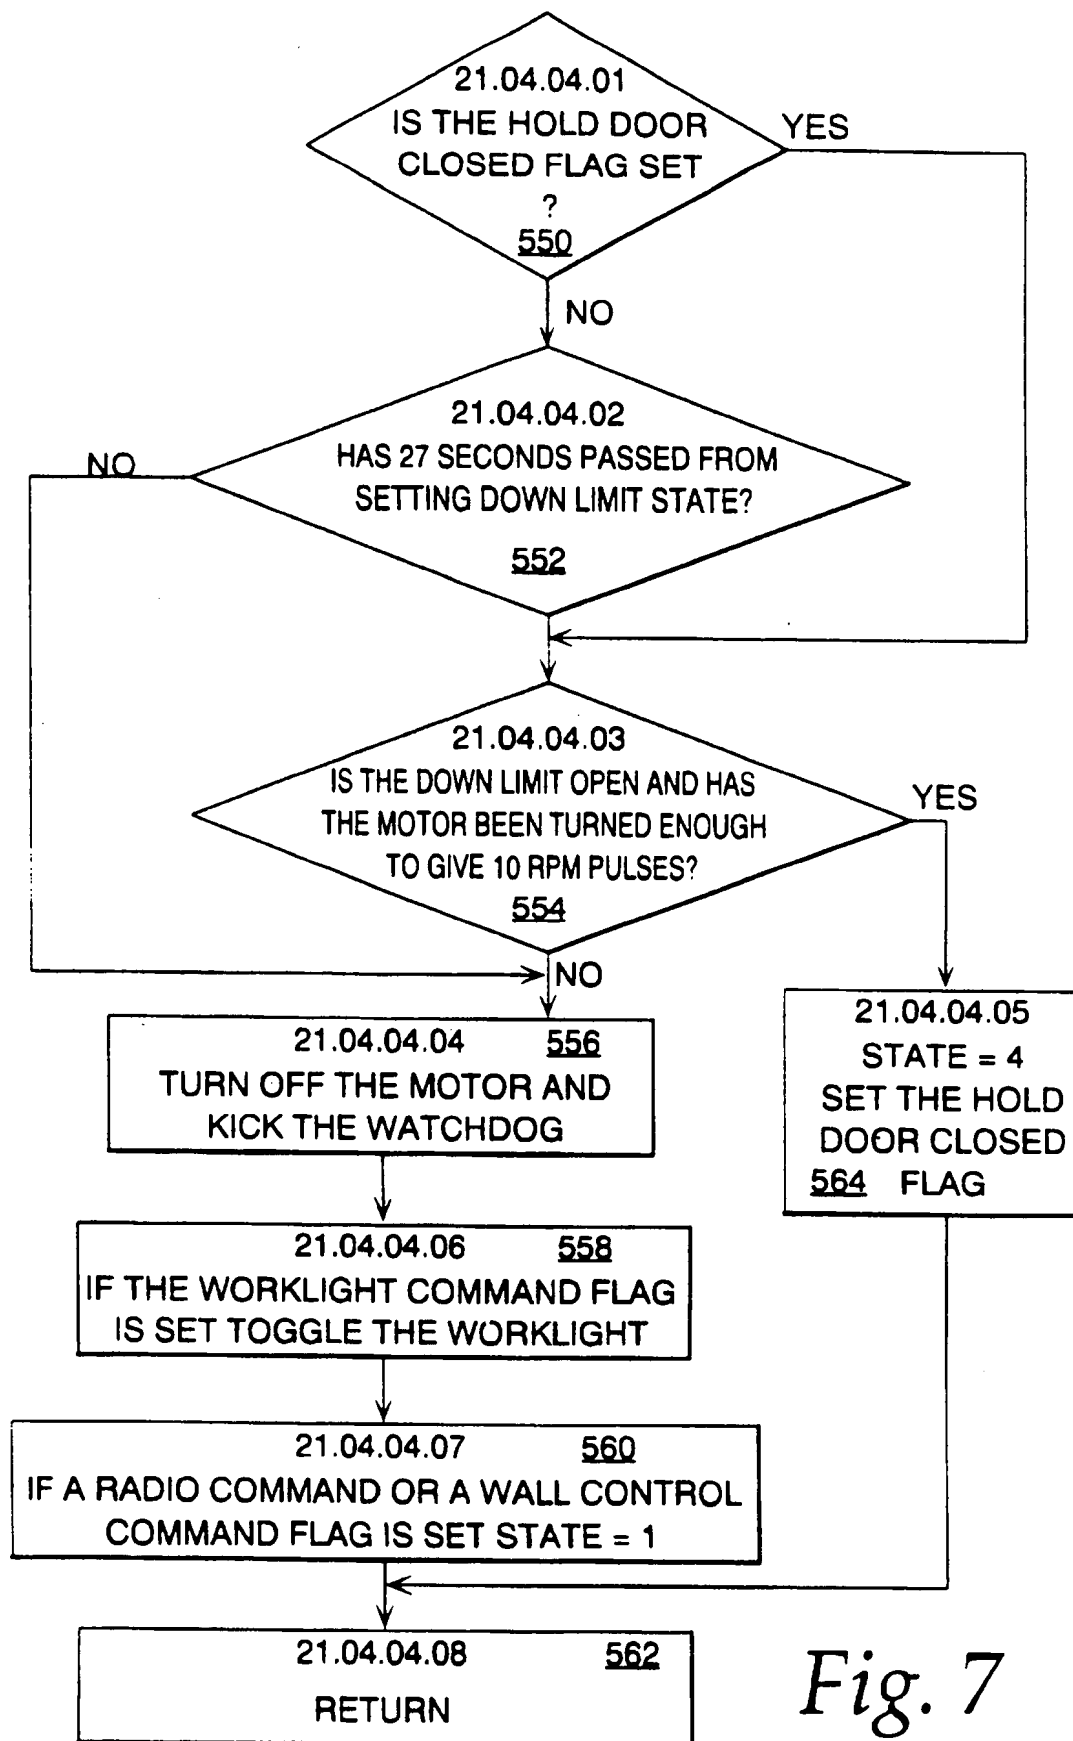 21.04.04.01
IS THE HOLD DOOR
CLOSED FLAG SET
?
550
YES
NO
21.04.04.02
HAS 27 SECONDS PASSED FROM
SETTING DOWN LIMIT STATE?
552
NO
21.04.04.03
IS THE DOWN LIMIT OPEN AND HAS
THE MOTOR BEEN TURNED ENOUGH
TO GIVE 10 RPM PULSES?
554
YES
NO
21.04.04.04 556
TURN OFF THE MOTOR AND
KICK THE WATCHDOG
21.04.04.05
STATE = 4
SET THE HOLD
DOOR CLOSED
564 FLAG
21.04.04.06 558
IF THE WORKLIGHT COMMAND FLAG
IS SET TOGGLE THE WORKLIGHT
21.04.04.07 560
IF A RADIO COMMAND OR A WALL CONTROL
COMMAND FLAG IS SET STATE = 1
21.04.04.08 562
RETURN
Fig. 7